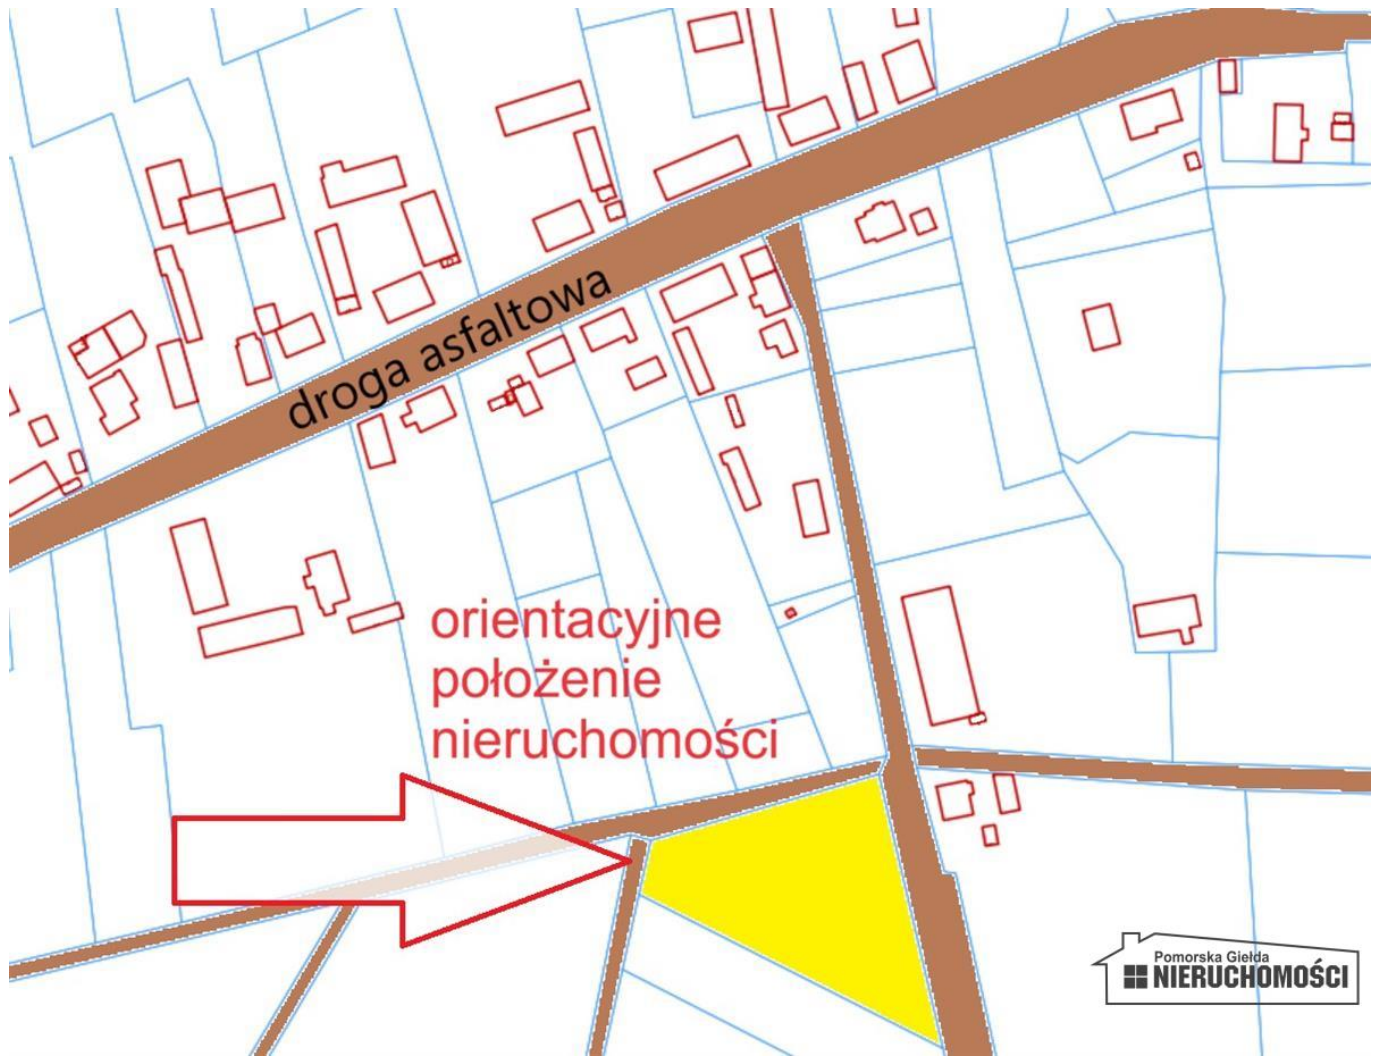 droga asfaltowa
orientacyjne
położenie
nieruchomości
Pomorska Giełda
NIERUCHOMOŚCI